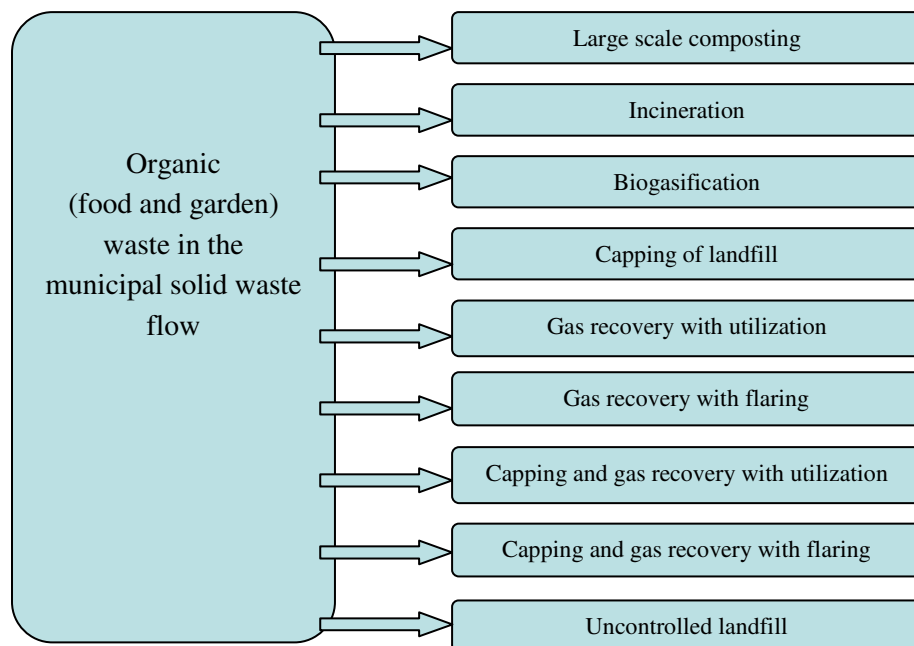 Organic
(food and garden)
waste in the
municipal solid waste
flow
Large scale composting
Incineration
Biogasification
Capping of landfill
Gas recovery with utilization
Gas recovery with flaring
Capping and gas recovery with utilization
Capping and gas recovery with flaring
Uncontrolled landfill